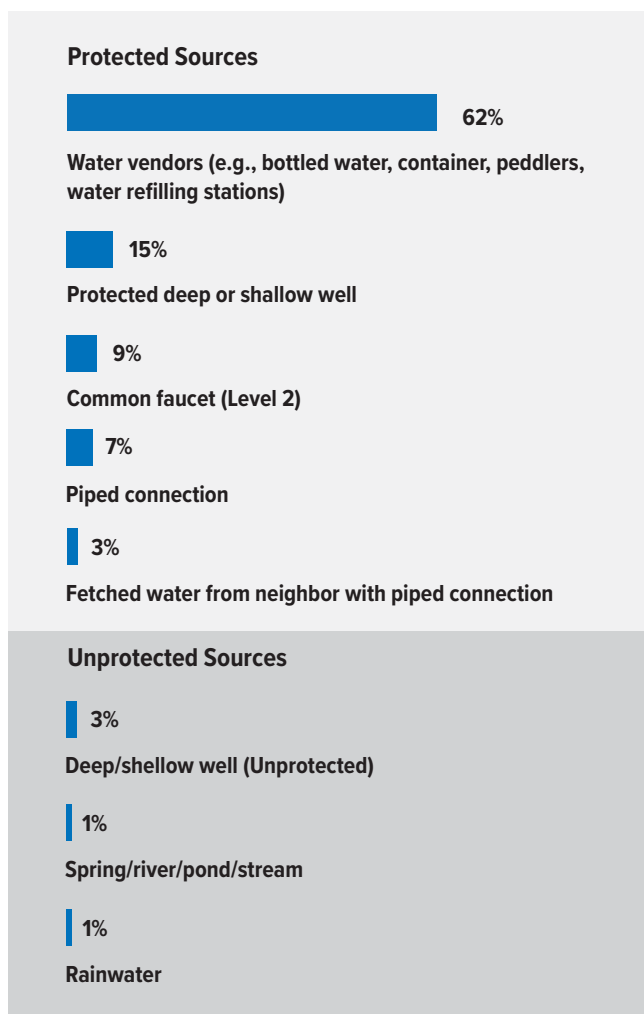 Protected Sources
62%
Water vendors (e.g., bottled water, container, peddlers,
water refilling stations)
15%
Protected deep or shallow well
9%
Common faucet (Level 2)
7%
Piped connection
3%
Fetched water from neighbor with piped connection
Unprotected Sources
3%
Deep/shellow well (Unprotected)
1%
Spring/river/pond/stream
1%
Rainwater